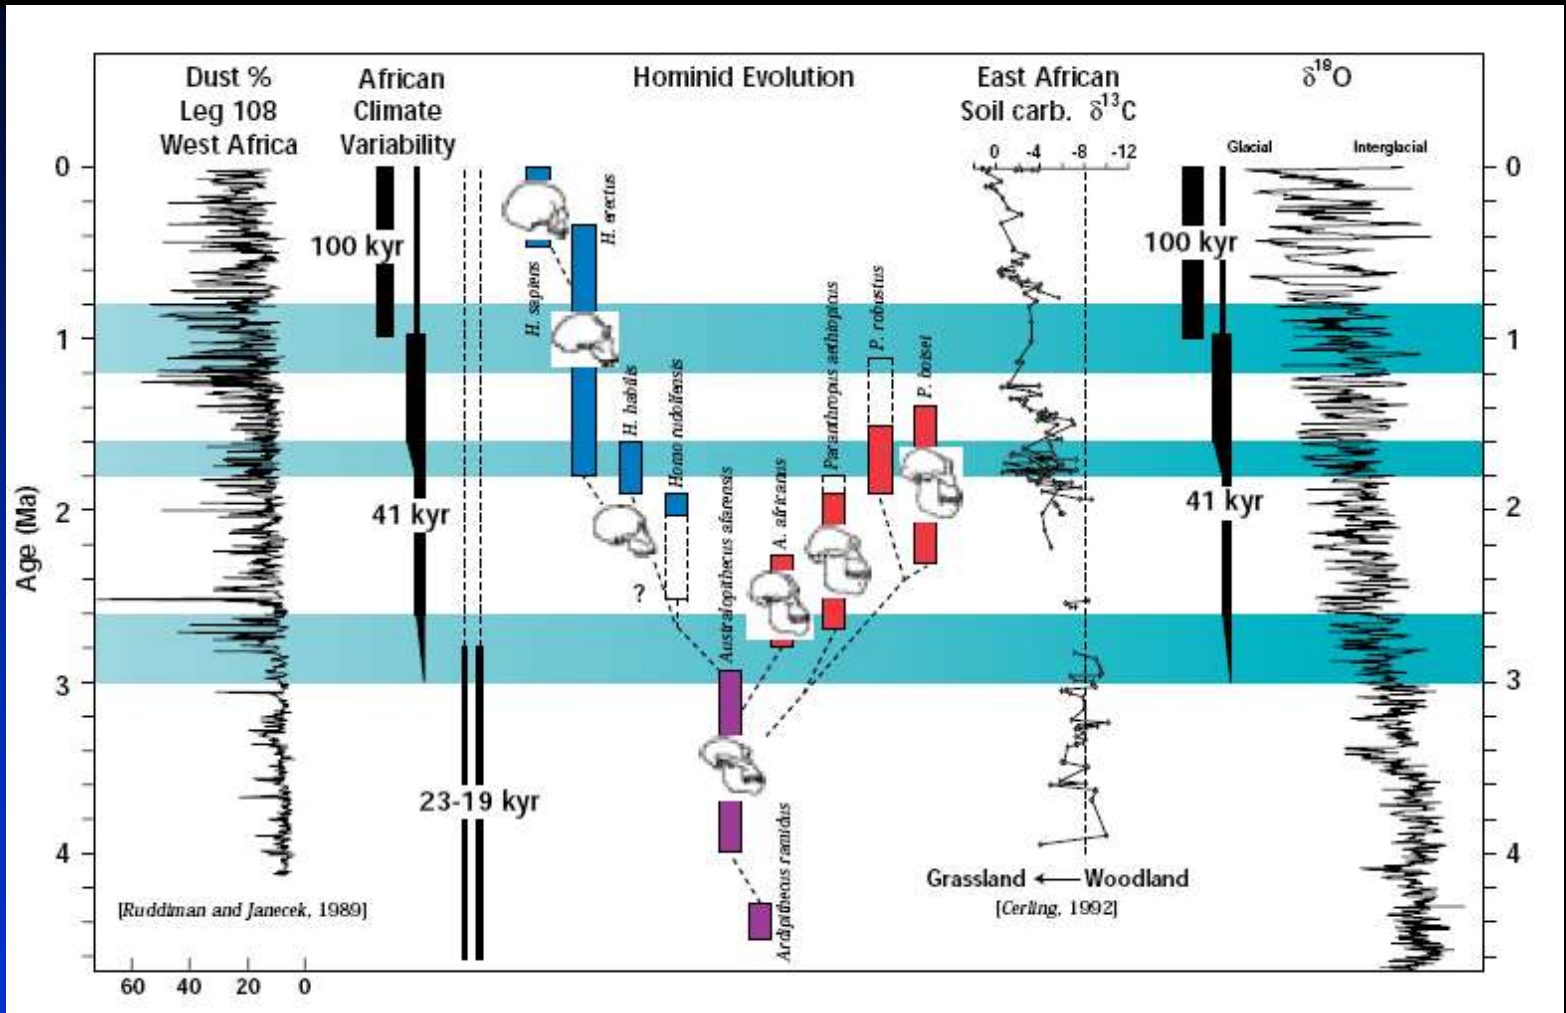 Dust %
Leg 108
West Africa
African
Climate
Variability
Hominid Evolution
East African
Soil carb. δ13C
δ18O
0 -4 -8 -12
Glacial
Interglacial
Age (Ma)
0
1
2
3
4
100 kyr
41 kyr
23-19 kyr
H. sapiens
H. erectus
H. habilis
Homo rudolfensis
?
Australopithecus afarensis
A. africanus
Paranthropus aethiopicus
P. robustus
P. boisei
Ardipithecus ramidus
100 kyr
41 kyr
0
1
2
3
4
Grassland ← Woodland
[Cerling, 1992]
[Ruddiman and Janecek, 1989]
60 40 20 0